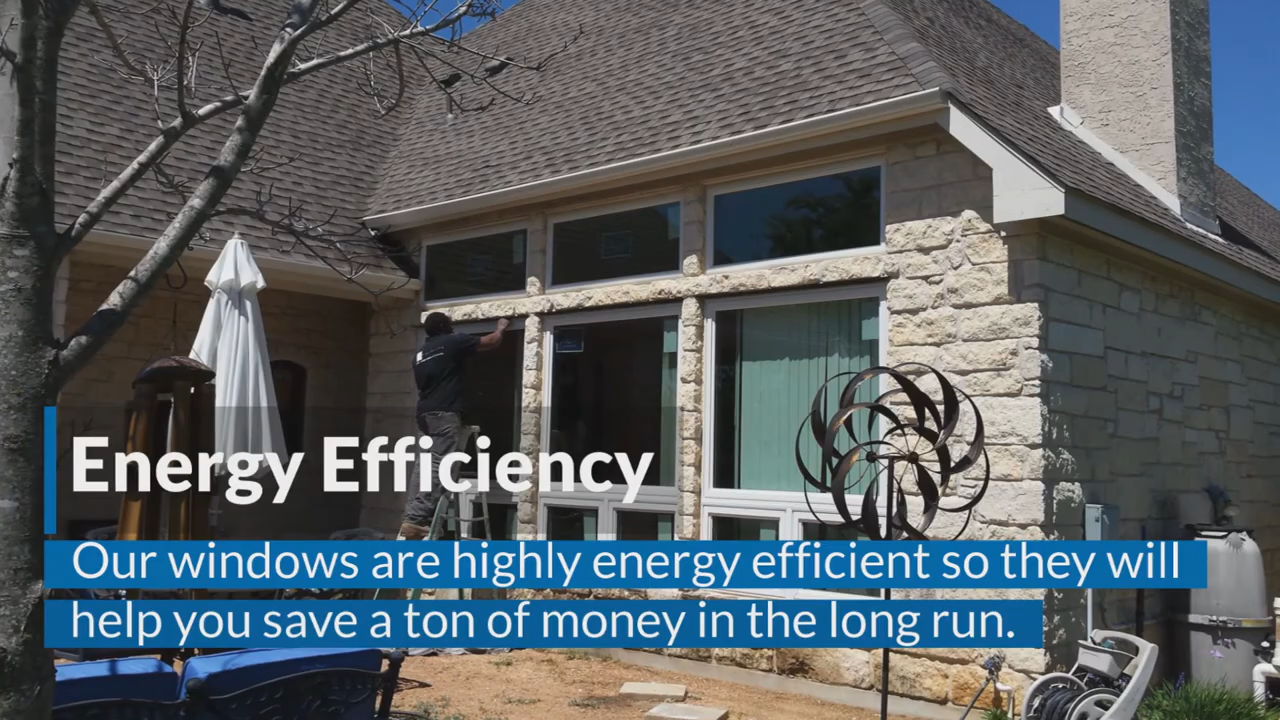 Energy Efficiency
Our windows are highly energy efficient so they will
help you save a ton of money in the long run.